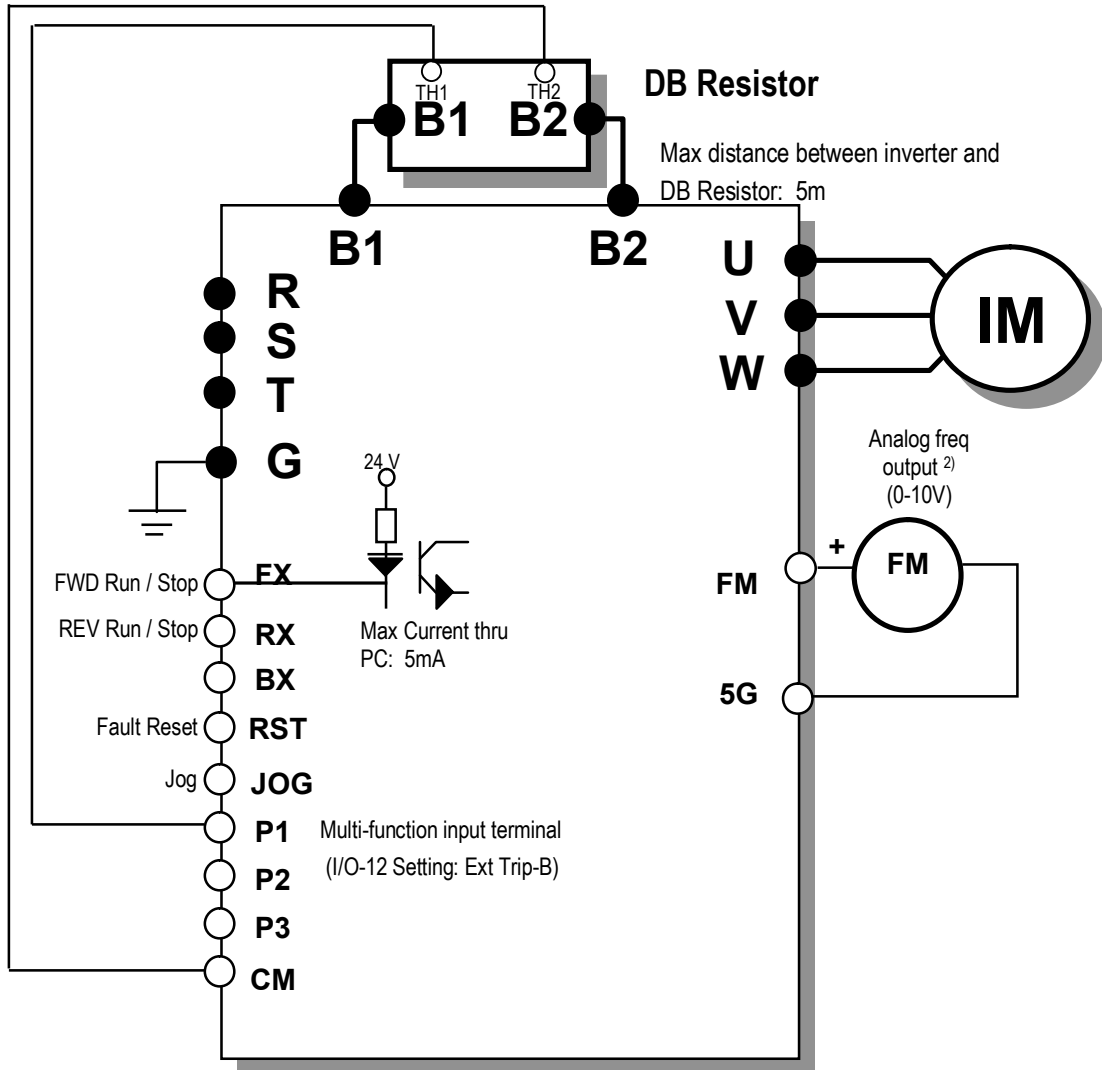 TH1 TH2
B1 B2
DB Resistor
Max distance between inverter and
DB Resistor: 5m
B1 B2
R
S
T
G
U
V
W
IM
24 V
FWD Run / Stop FX
REV Run / Stop RX
BX
Fault Reset RST
Jog JOG
P1 Multi-function input terminal
P2 (I/O-12 Setting: Ext Trip-B)
P3
CM
Max Current thru
PC: 5mA
Analog freq
output 2)
(0-10V)
FM + FM
5G